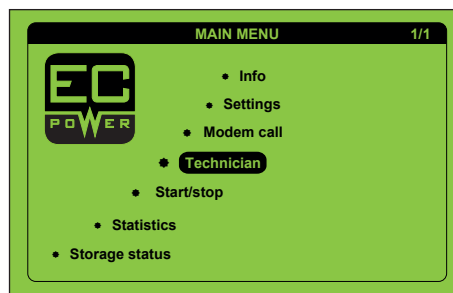 MAIN MENU 1/1
EC
POWER
Info
Settings
Modem call
Technician
Start/stop
Statistics
Storage status